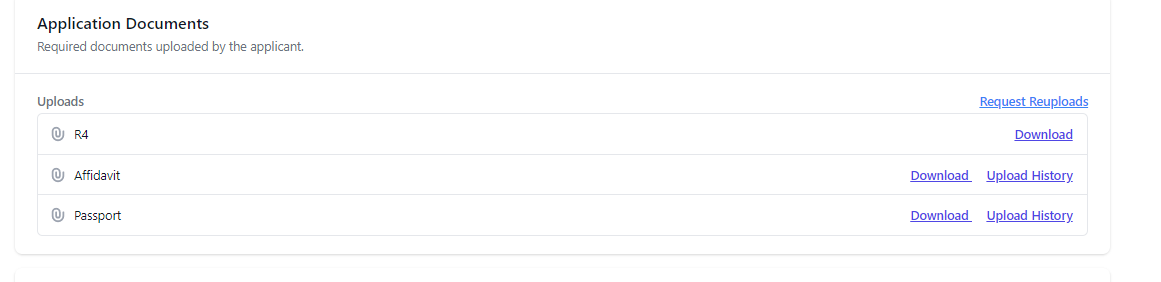 Application Documents
Required documents uploaded by the applicant.
Uploads Request Reuploads
R4 Download
Affidavit Download Upload History
Passport Download Upload History